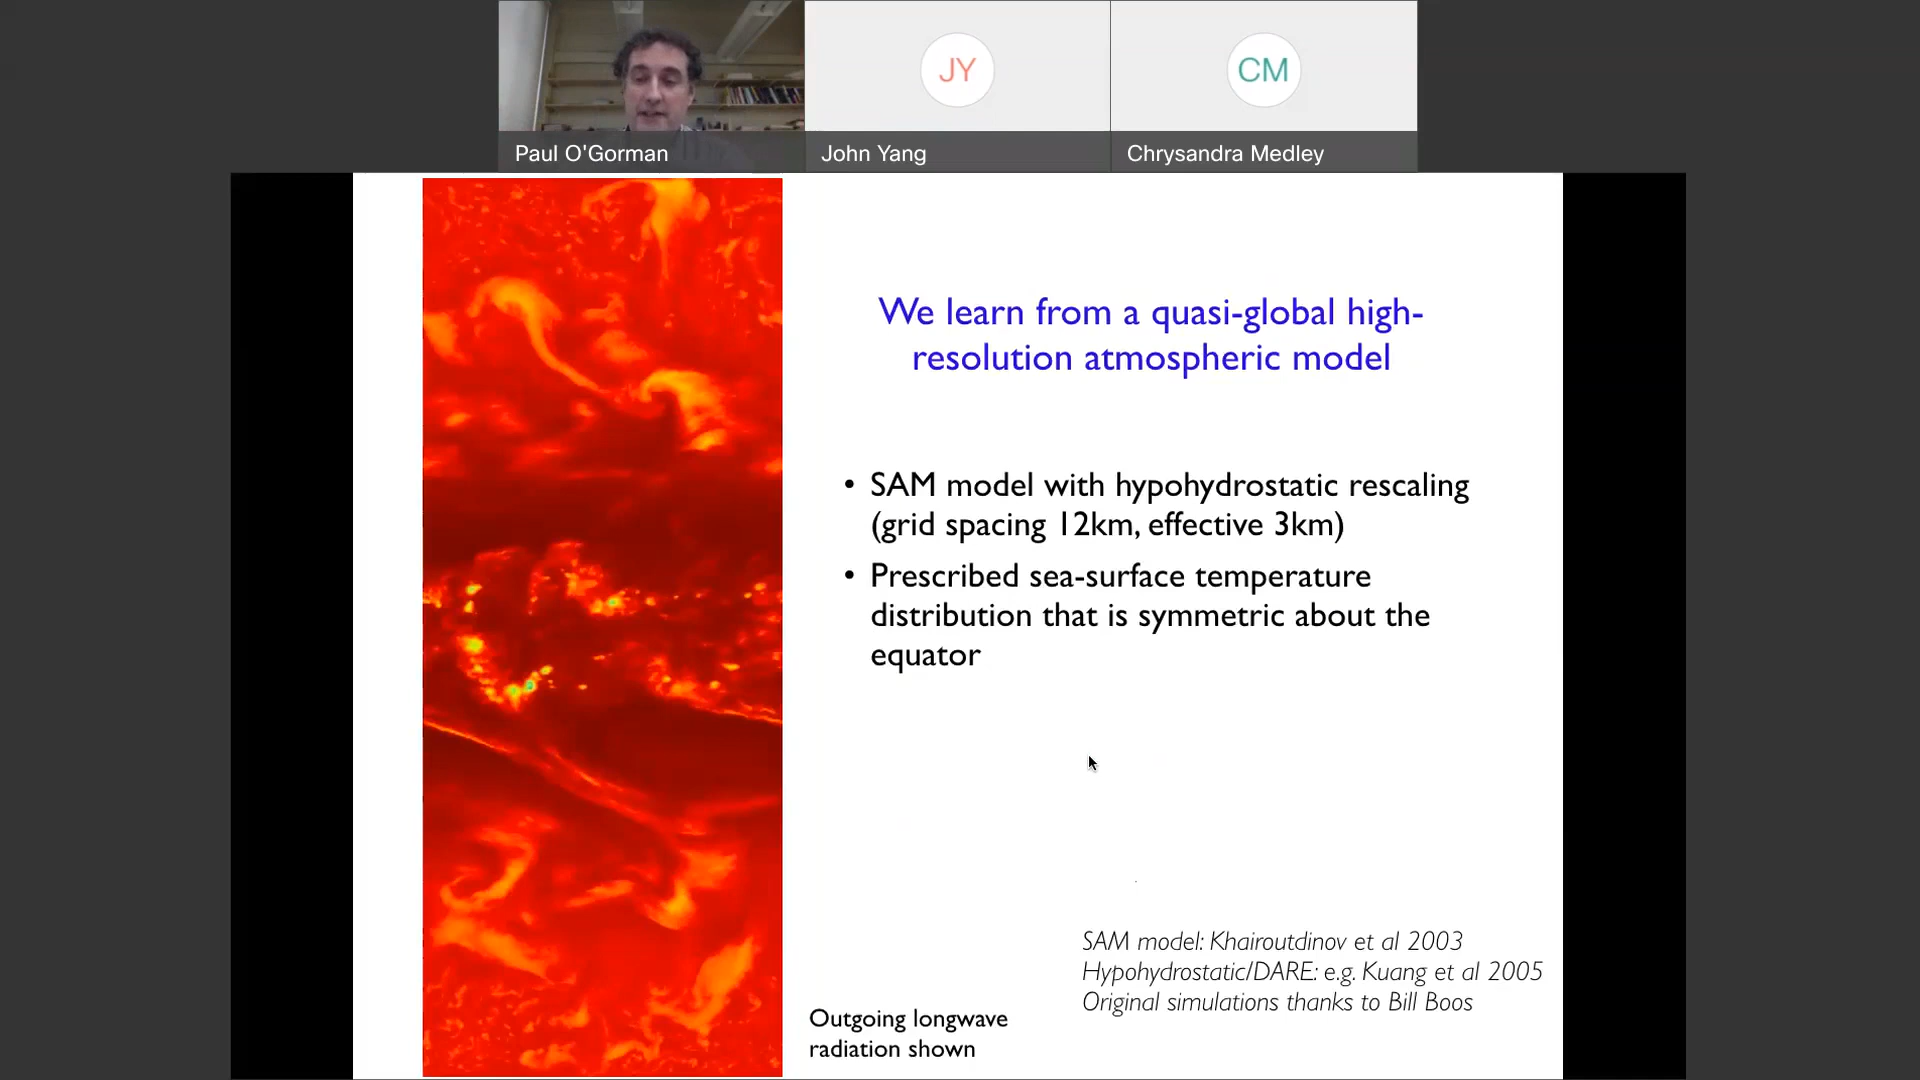 JY
CM
Paul O'Gorman
John Yang
Chrysandra Medley
We learn from a quasi-global high-
resolution atmospheric model
• SAM model with hypohydrostatic rescaling
(grid spacing 12km, effective 3km)
• Prescribed sea-surface temperature
distribution that is symmetric about the
equator
SAM model: Khairoutdinov et al 2003
Hypohydrostatic/DARE: e.g. Kuang et al 2005
Original simulations thanks to Bill Boos
Outgoing longwave
radiation shown